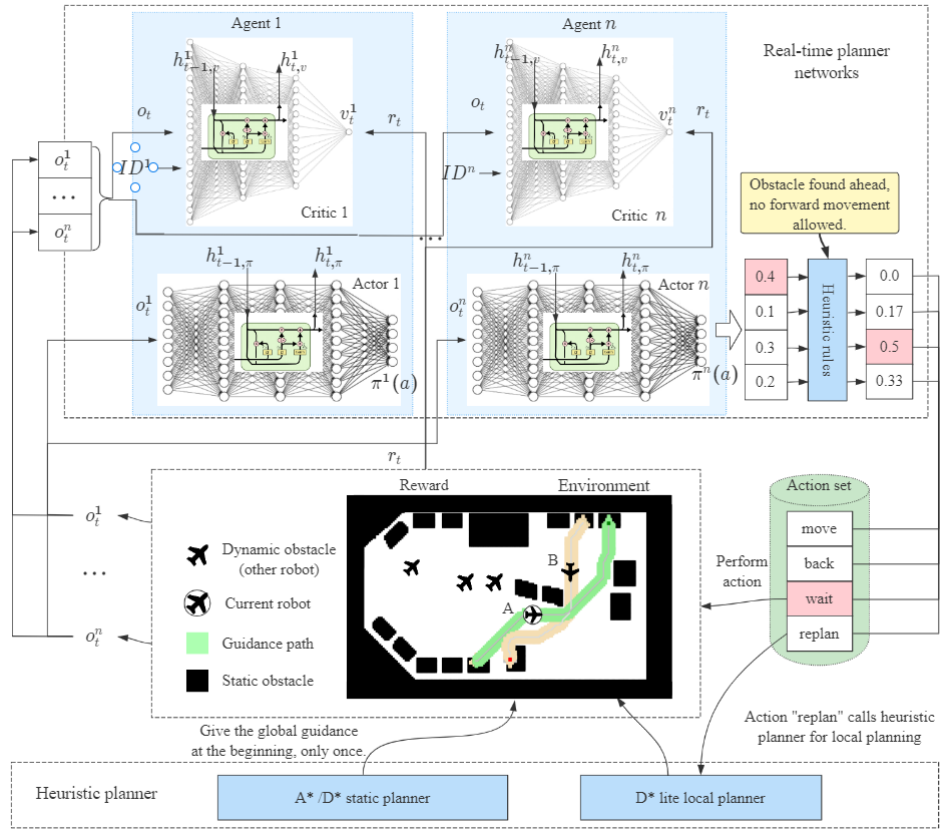 Agent 1
Agent n
Real-time planner
networks
h^1_{t-1,v}
h^1_{t,v}
h^n_{t-1,v}
h^n_{t,v}
o_t
v^1_t
r_t
o_t
v^n_t
r_t
o^1_t
...
o^n_t
ID^1
ID^n
Critic 1
Critic n
...
Obstacle found ahead,
no forward movement
allowed.
h^1_{t-1,π}
h^1_{t,π}
h^n_{t-1,π}
h^n_{t,π}
Actor 1
Actor n
o^1_t
o^n_t
π^1(a)
π^n(a)
0.4
0.1
0.3
0.2
Heuristic rules
0.0
0.17
0.5
0.33
r_t
Reward
Environment
o^1_t
...
o^n_t
Dynamic obstacle
(other robot)
Current robot
Guidance path
Static obstacle
B
A
Perform
action
Action set
move
back
wait
replan
Give the global guidance
at the beginning, only once.
Action "replan" calls heuristic
planner for local planning
Heuristic planner
A* /D* static planner
D* lite local planner